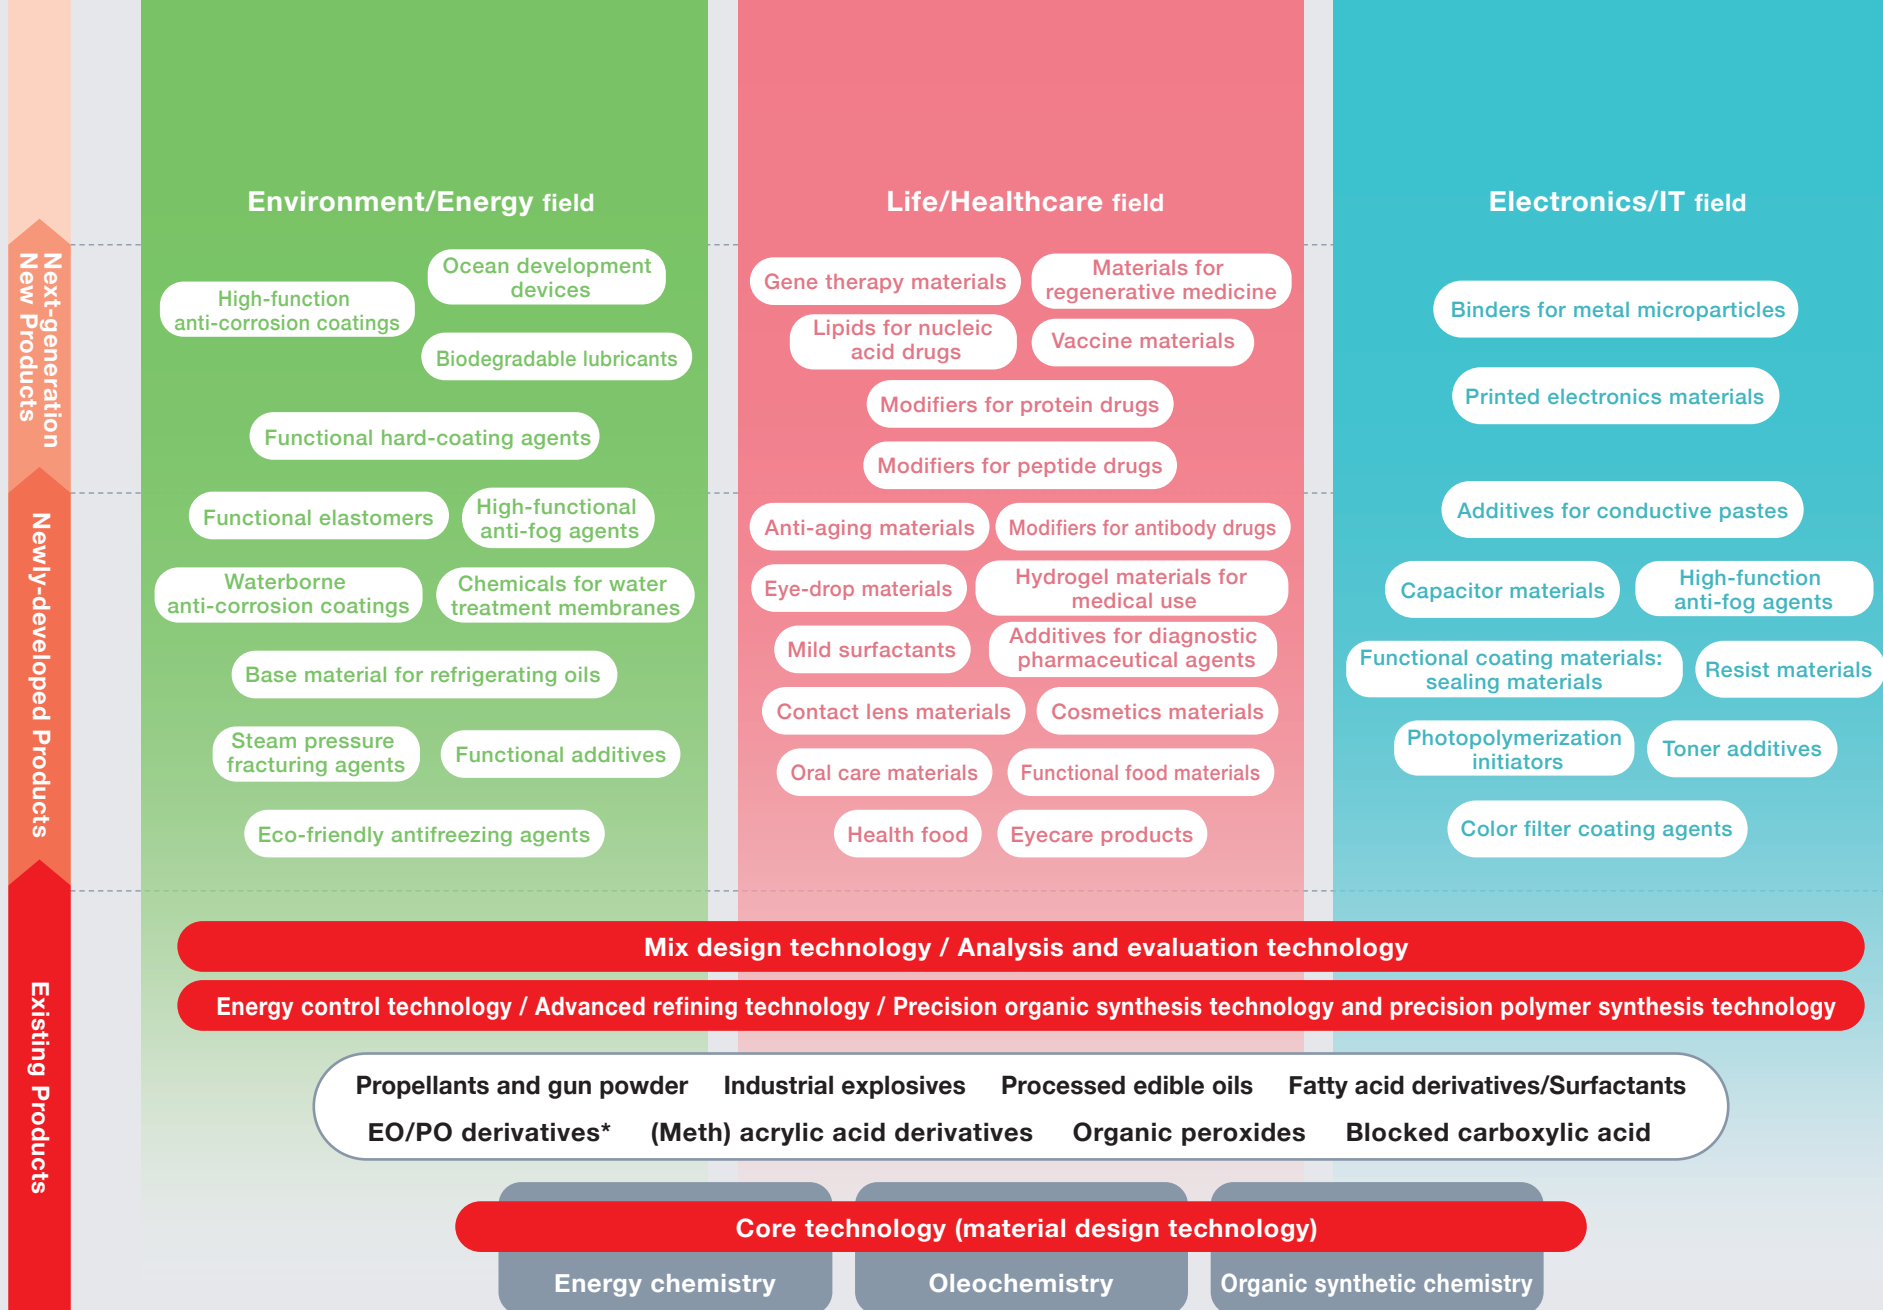 Environment/Energy field
Life/Healthcare field
Electronics/IT field
Next-generation
New Products
High-function
anti-corrosion coatings
Ocean development
devices
Biodegradable lubricants
Functional hard-coating agents
Gene therapy materials
Materials for
regenerative medicine
Lipids for nucleic
acid drugs
Vaccine materials
Modifiers for protein drugs
Modifiers for peptide drugs
Binders for metal microparticles
Printed electronics materials
Newly-developed Products
Functional elastomers
High-functional
anti-fog agents
Waterborne
anti-corrosion coatings
Chemicals for water
treatment membranes
Base material for refrigerating oils
Steam pressure
fracturing agents
Functional additives
Eco-friendly antifreezing agents
Anti-aging materials
Modifiers for antibody drugs
Eye-drop materials
Hydrogel materials for
medical use
Mild surfactants
Additives for diagnostic
pharmaceutical agents
Contact lens materials
Cosmetics materials
Oral care materials
Functional food materials
Health food
Eyecare products
Additives for conductive pastes
Capacitor materials
High-function
anti-fog agents
Functional coating materials:
sealing materials
Resist materials
Photopolymerization
initiators
Toner additives
Color filter coating agents
Existing Products
Mix design technology / Analysis and evaluation technology
Energy control technology / Advanced refining technology / Precision organic synthesis technology and precision polymer synthesis technology
Propellants and gun powder Industrial explosives Processed edible oils Fatty acid derivatives/Surfactants
EO/PO derivatives* (Meth) acrylic acid derivatives Organic peroxides Blocked carboxylic acid
Core technology (material design technology)
Energy chemistry
Oleochemistry
Organic synthetic chemistry